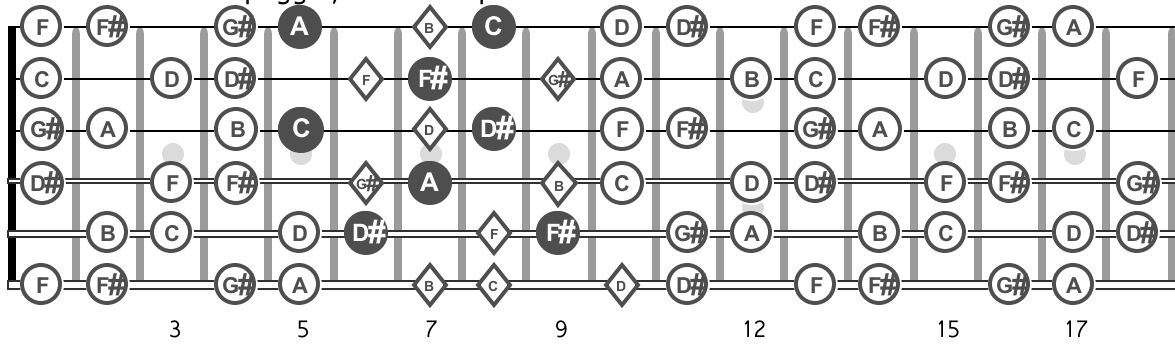 F F# G# A B C D D# F F# G# A
C D D# F F# G# A B C D D# F
G# A B C D D# F F# G# A B C
D# F F# G# A B C D D# F F# G#
B C D D# F F# G# A B C D D#
F F# G# A B C D D# F F# G# A
3 5 7 9 12 15 17